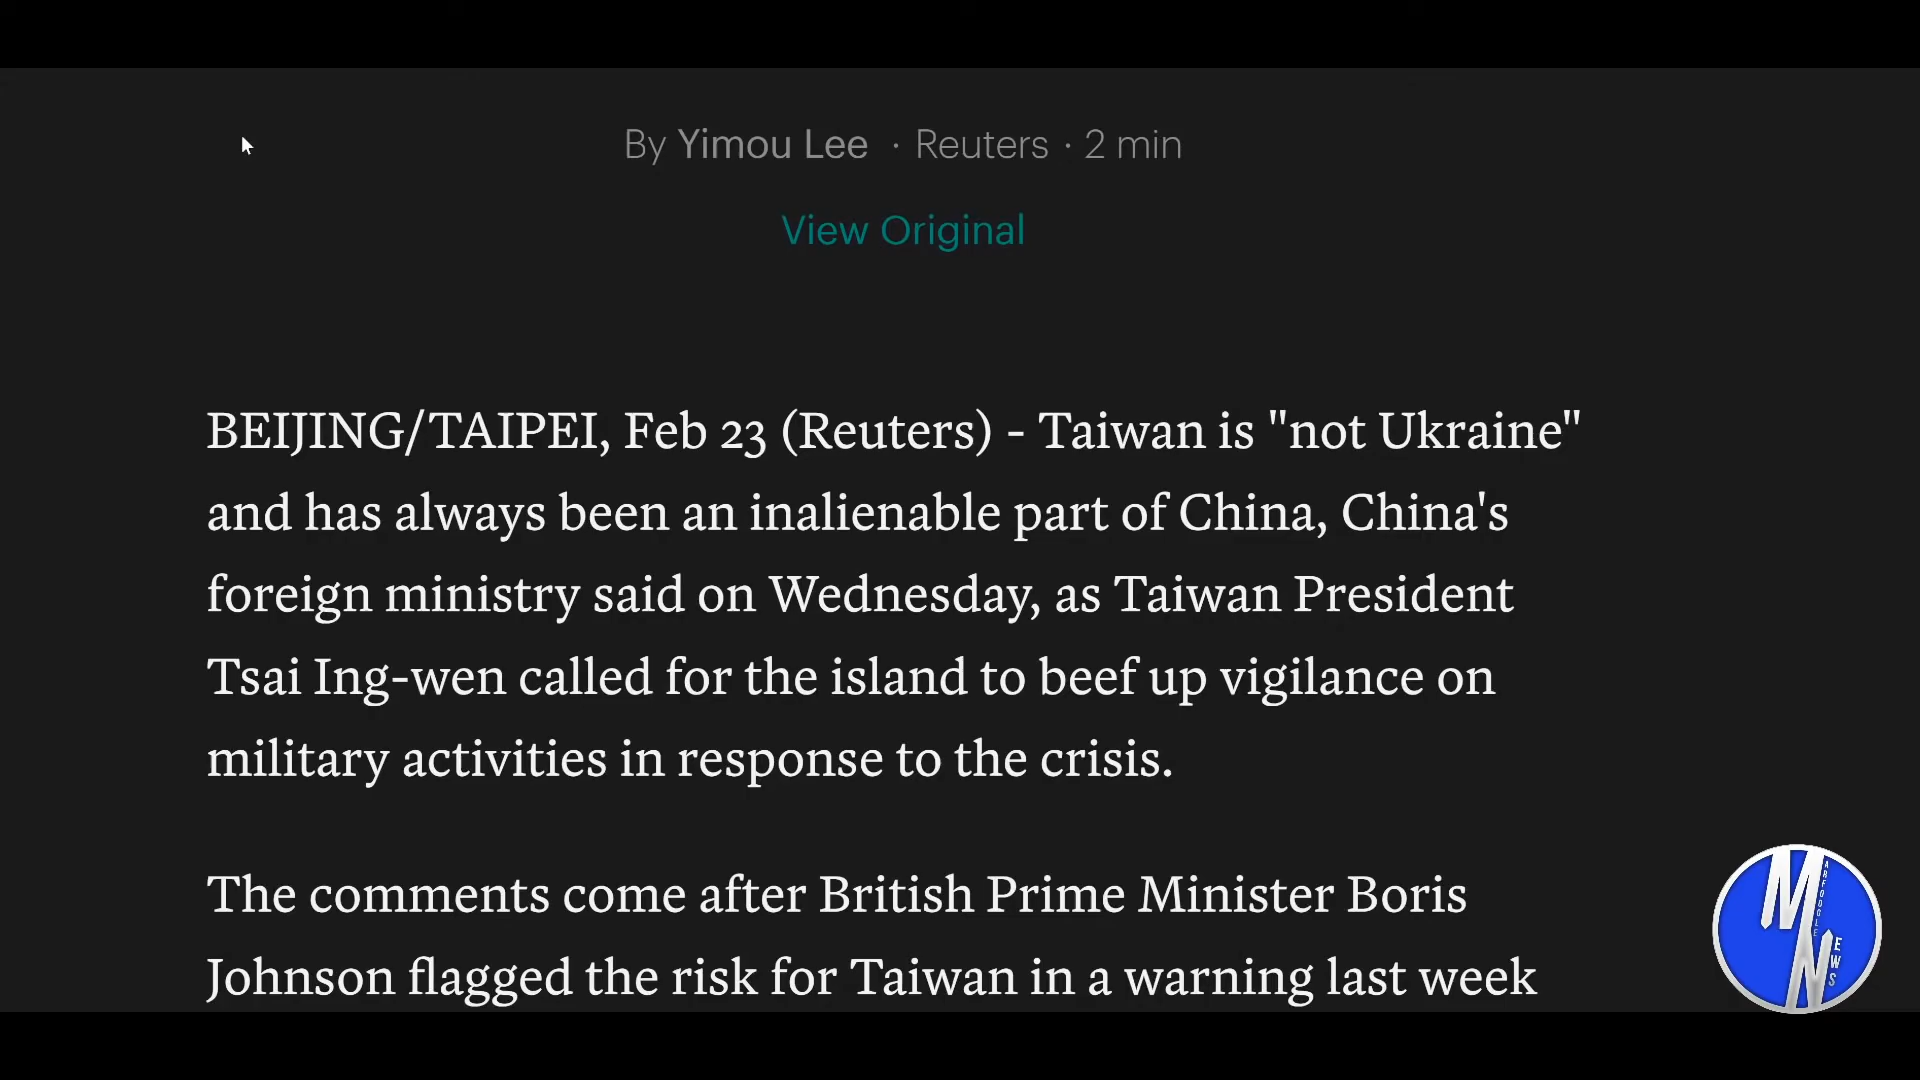 By Yimou Lee · Reuters · 2 min
View Original
BEIJING/TAIPEI, Feb 23 (Reuters) - Taiwan is "not Ukraine"
and has always been an inalienable part of China, China's
foreign ministry said on Wednesday, as Taiwan President
Tsai Ing-wen called for the island to beef up vigilance on
military activities in response to the crisis.
The comments come after British Prime Minister Boris
Johnson flagged the risk for Taiwan in a warning last week
MARFOOGLE
NEWS